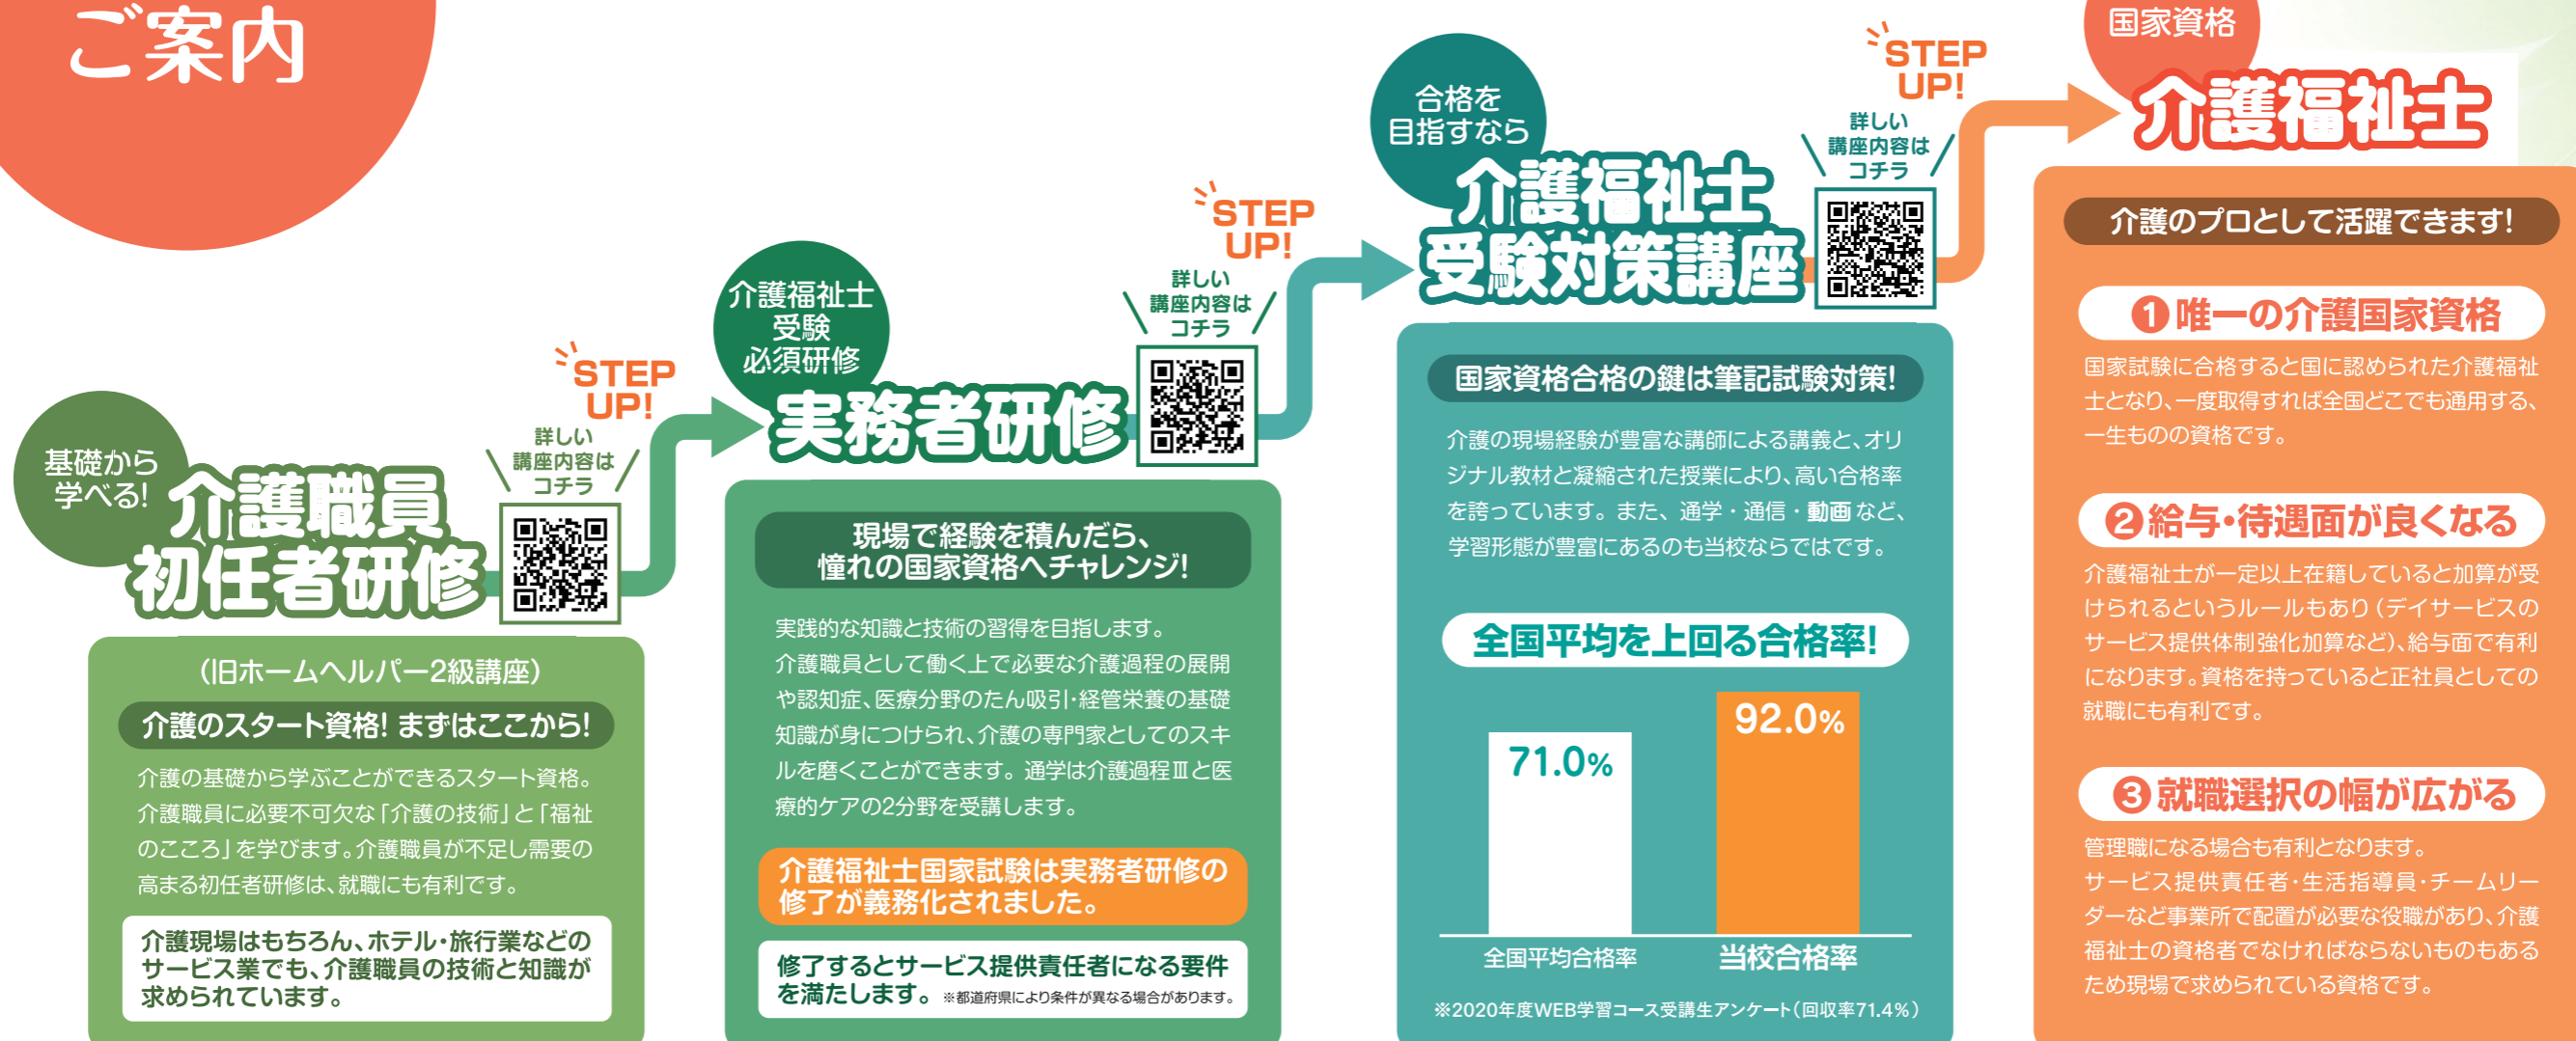 ご案内
基礎から
学べる!
介護職員
初任者研修
詳しい
講座内容は
コチラ
STEP
UP!
(旧ホームヘルパー2級講座)
介護のスタート資格! まずはここから!
介護の基礎から学ぶことができるスタート資格。
介護職員に必要不可欠な「介護の技術」と「福祉
のこころ」を学びます。介護職員が不足し需要の
高まる初任者研修は、就職にも有利です。
介護現場はもちろん、ホテル・旅行業などの
サービス業でも、介護職員の技術と知識が
求められています。
介護福祉士
受験
必須研修
実務者研修
詳しい
講座内容は
コチラ
STEP
UP!
現場で経験を積んだら、
憧れの国家資格へチャレンジ!
実践的な知識と技術の習得を目指します。
介護職員として働く上で必要な介護過程の展開
や認知症、医療分野のたん吸引・経管栄養の基礎
知識が身につけられ、介護の専門家としてのスキ
ルを磨くことができます。通学は介護過程Ⅲと医
療的ケアの2分野を受講します。
介護福祉士国家試験は実務者研修の
修了が義務化されました。
修了するとサービス提供責任者になる要件
を満たします。 ※都道府県により条件が異なる場合があります。
合格を
目指すなら
介護福祉士
受験対策講座
詳しい
講座内容は
コチラ
STEP
UP!
国家資格合格の鍵は筆記試験対策!
介護の現場経験が豊富な講師による講義と、オリ
ジナル教材と凝縮された授業により、高い合格率
を誇っています。また、通学・通信・動画など、
学習形態が豊富にあるのも当校ならではです。
全国平均を上回る合格率!
71.0%
92.0%
全国平均合格率
当校合格率
※2020年度WEB学習コース受講生アンケート(回収率71.4%)
国家資格
介護福祉士
介護のプロとして活躍できます!
❶唯一の介護国家資格
国家試験に合格すると国に認められた介護福祉
士となり、一度取得すれば全国どこでも通用する、
一生ものの資格です。
❷給与・待遇面が良くなる
介護福祉士が一定以上在籍していると加算が受
けられるというルールもあり(デイサービスの
サービス提供体制強化加算など)、給与面で有利
になります。資格を持っていると正社員としての
就職にも有利です。
❸就職選択の幅が広がる
管理職になる場合も有利となります。
サービス提供責任者・生活指導員・チームリー
ダーなど事業所で配置が必要な役職があり、介護
福祉士の資格者でなければならないものもある
ため現場で求められている資格です。